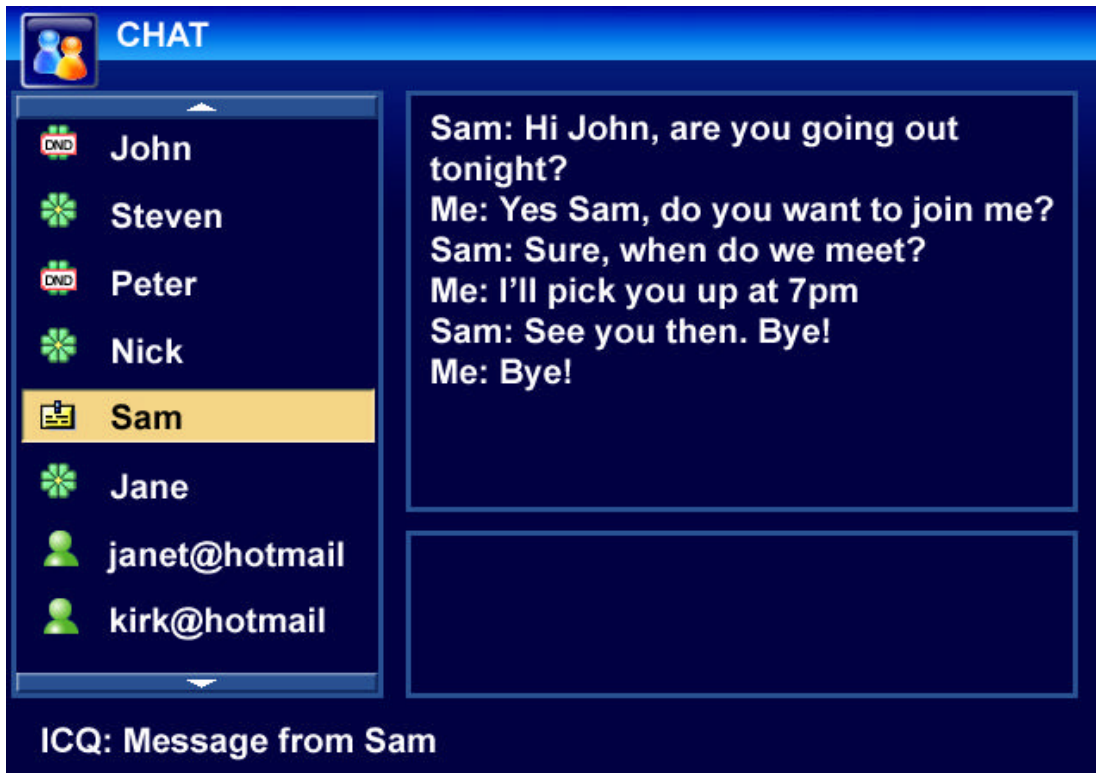 CHAT
DND John
Steven
DND Peter
Nick
Sam
Jane
janet@hotmail
kirk@hotmail
Sam: Hi John, are you going out
tonight?
Me: Yes Sam, do you want to join me?
Sam: Sure, when do we meet?
Me: I'll pick you up at 7pm
Sam: See you then. Bye!
Me: Bye!
ICQ: Message from Sam